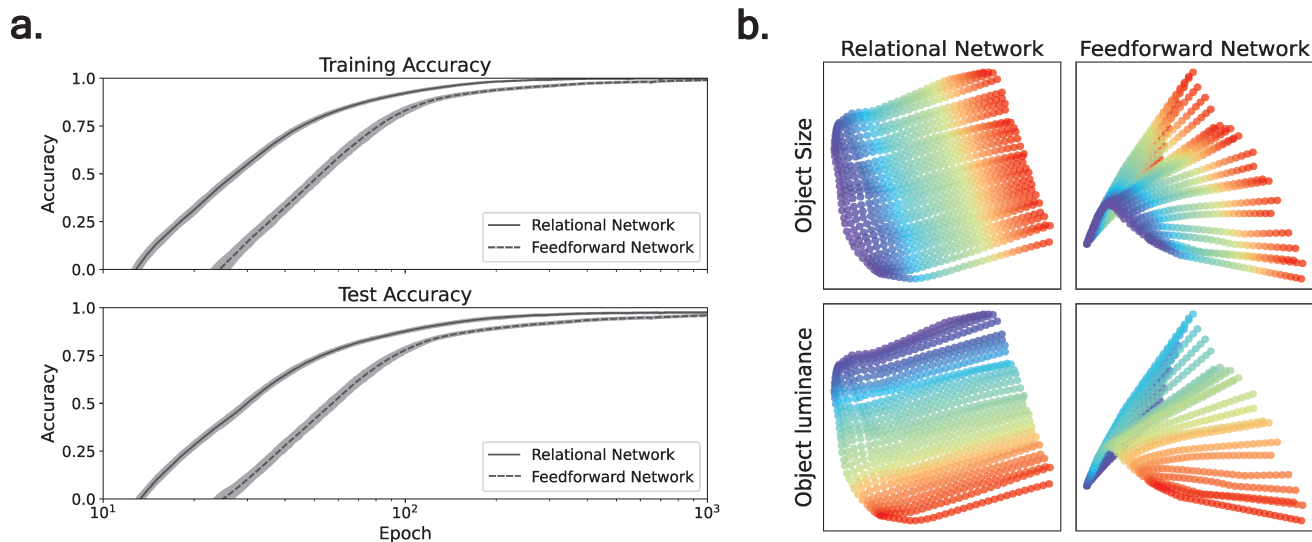 a.
Training Accuracy
Accuracy
1.0
0.75
0.5
0.25
0.0
Relational Network
Feedforward Network
Test Accuracy
Accuracy
1.0
0.75
0.5
0.25
0.0
Relational Network
Feedforward Network
10¹ 10² 10³
Epoch
b.
Relational Network Feedforward Network
Object Size
Object luminance